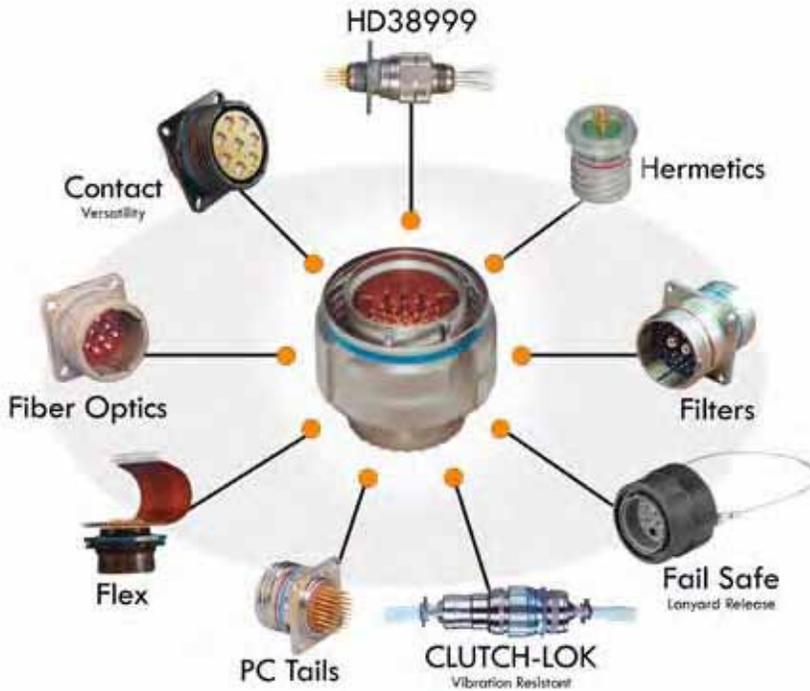 HD38999
Hermetics
Contact
Versatility
Fiber Optics
Filters
Flex
Fail Safe
Lanyard Release
PC Tails
CLUTCH-LOK
Vibration Resistant